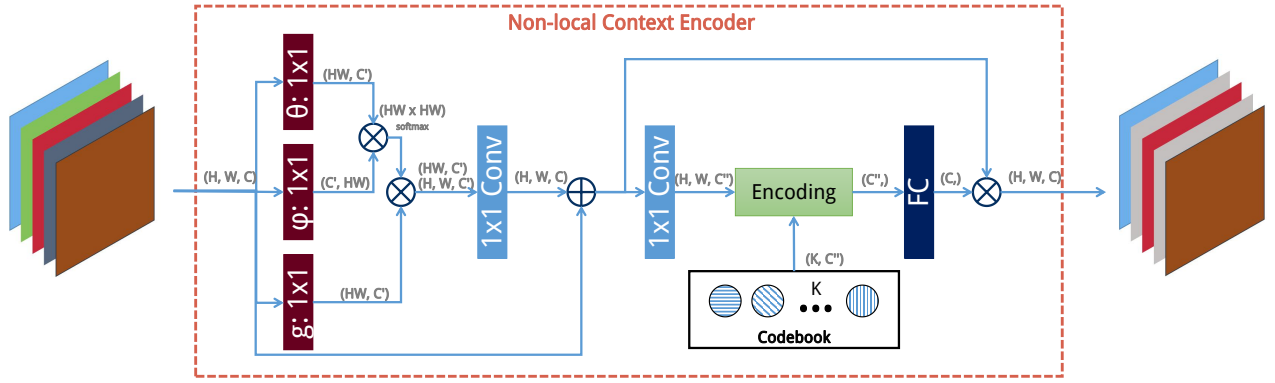 Non-local Context Encoder
(H, W, C)
θ: 1x1
(HW, C')
(HW x HW)
softmax
φ: 1x1
(C', HW)
g: 1x1
(HW, C')
(HW, C')
(H, W, C')
1x1 Conv
(H, W, C)
1x1 Conv
(H, W, C")
Encoding
(C",)
FC
(C,)
(H, W, C)
(K, C")
K
Codebook